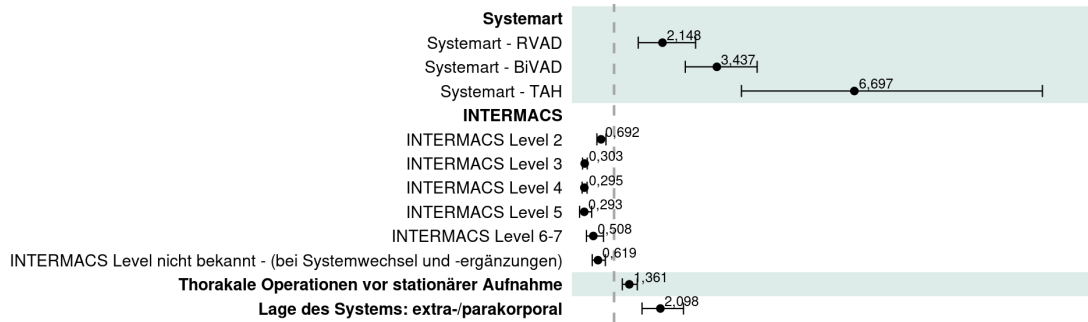 Systemart
Systemart - RVAD 2,148
Systemart - BiVAD 3,437
Systemart - TAH 6,697
INTERMACS
INTERMACS Level 2 0,692
INTERMACS Level 3 0,303
INTERMACS Level 4 0,295
INTERMACS Level 5 0,293
INTERMACS Level 6-7 0,508
INTERMACS Level nicht bekannt - (bei Systemwechsel und -ergänzungen) 0,619
Thorakale Operationen vor stationärer Aufnahme 1,361
Lage des Systems: extra-/parakorporal 2,098